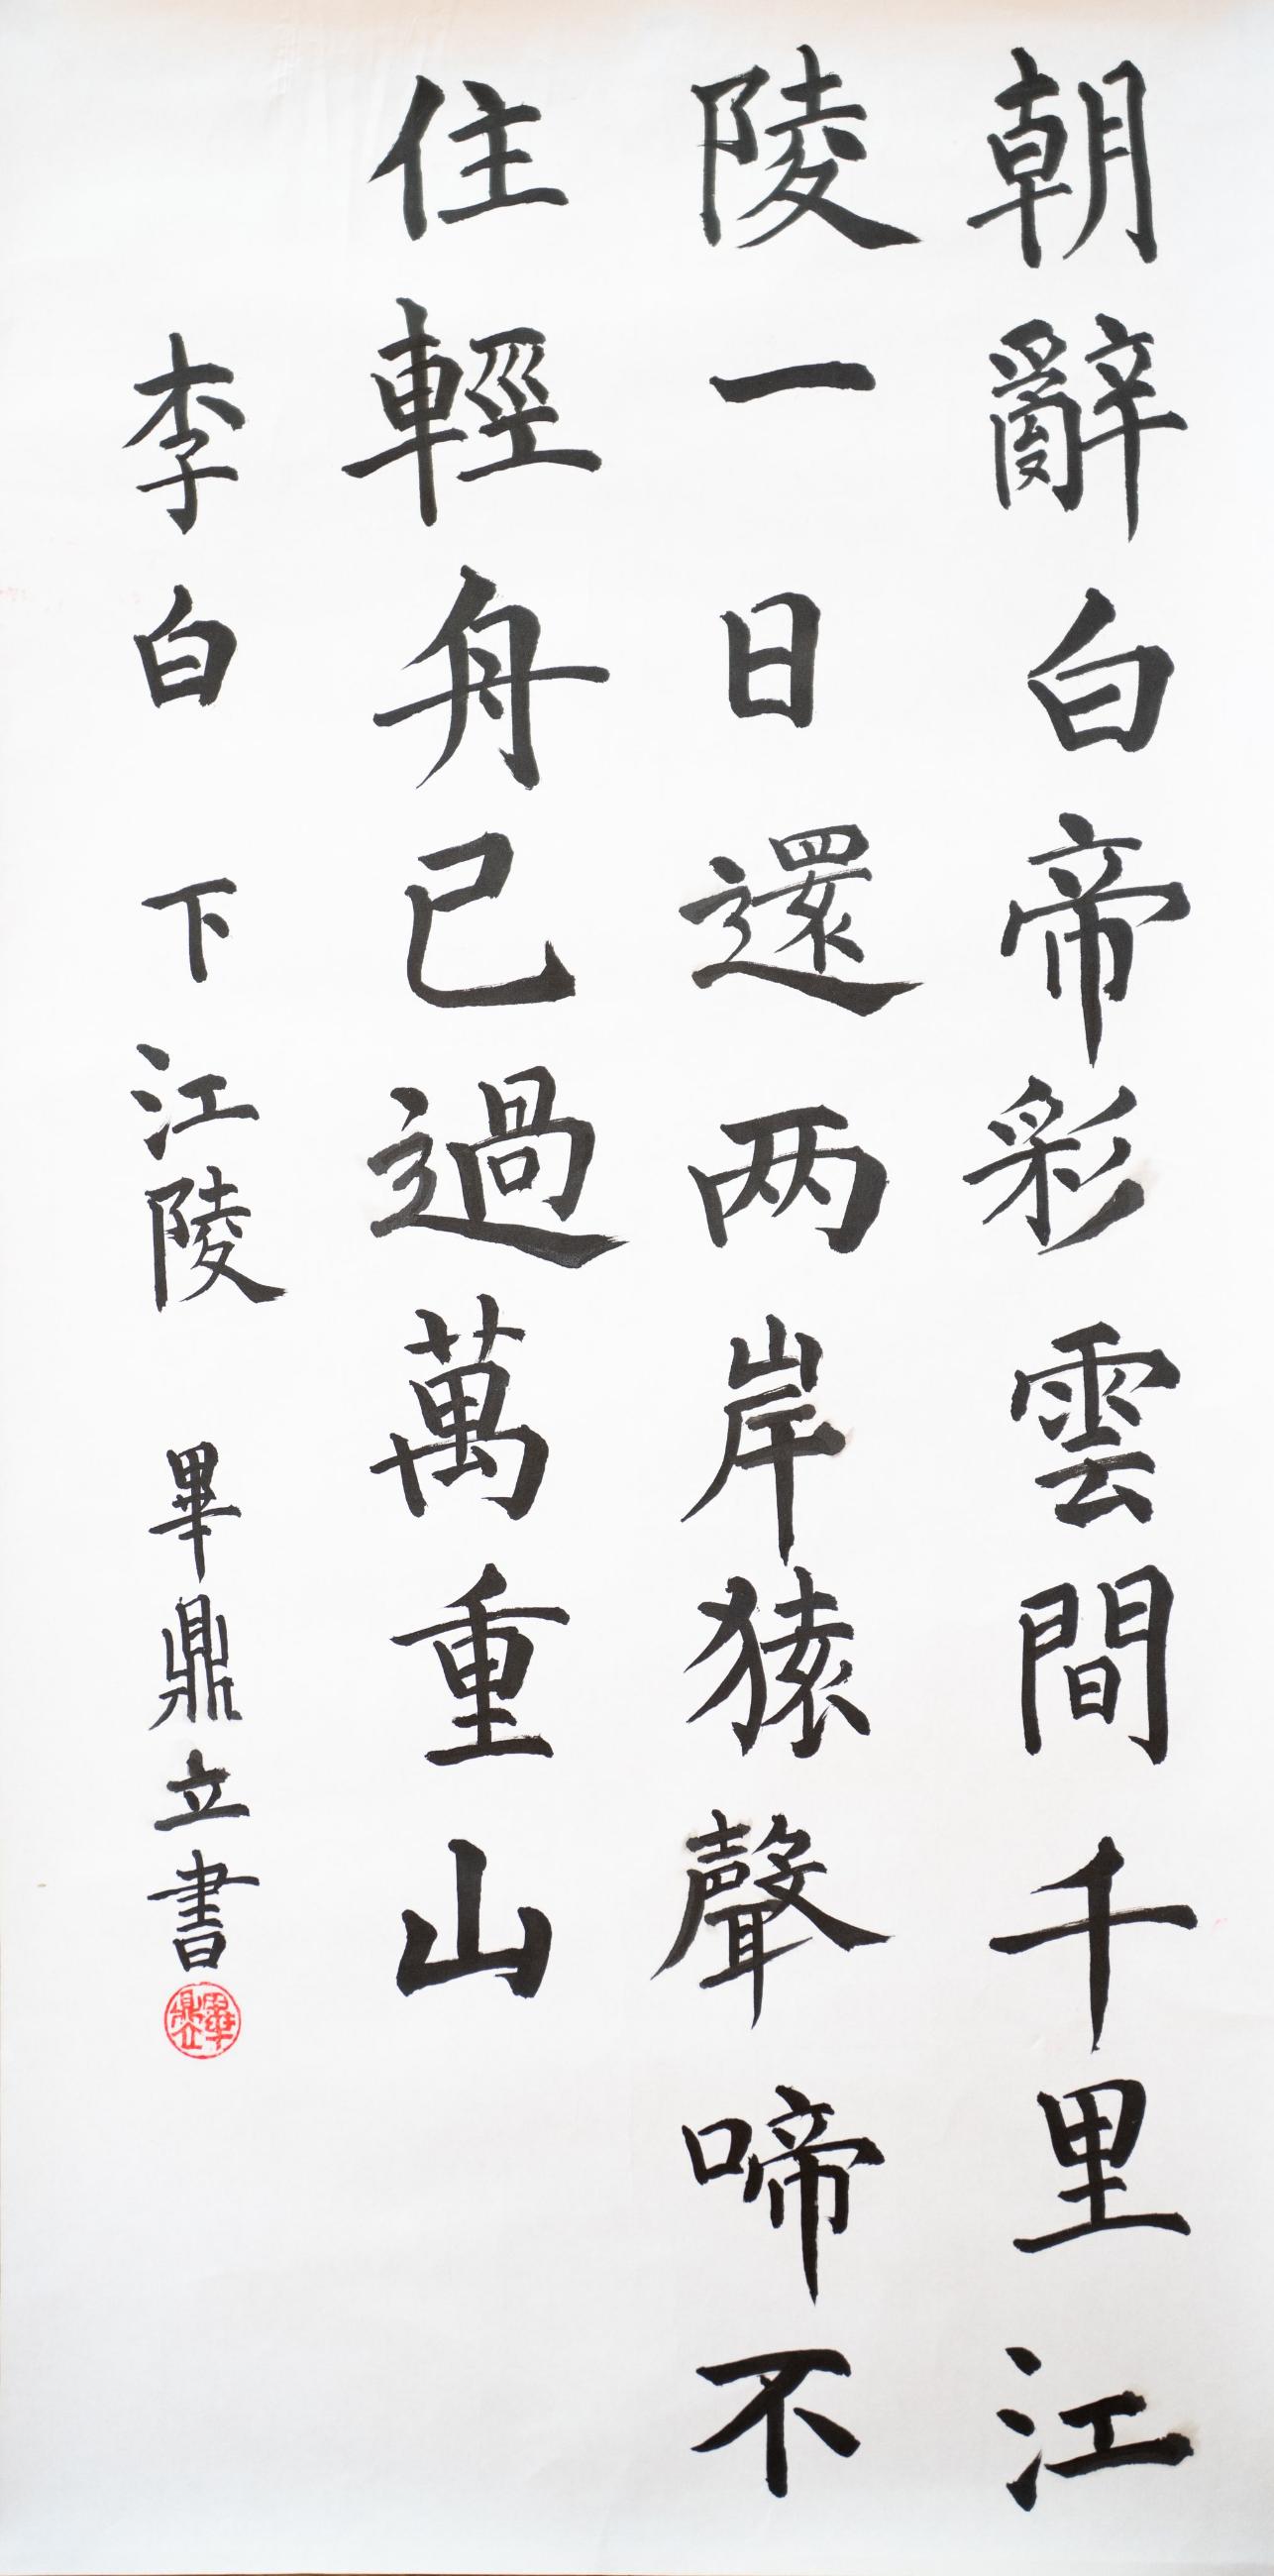 朝辭白帝彩雲間千里江
陵一日還两岸猿聲啼不
住輕舟已過萬重山
李白 下江陵 畢鼎立書
畢鼎立